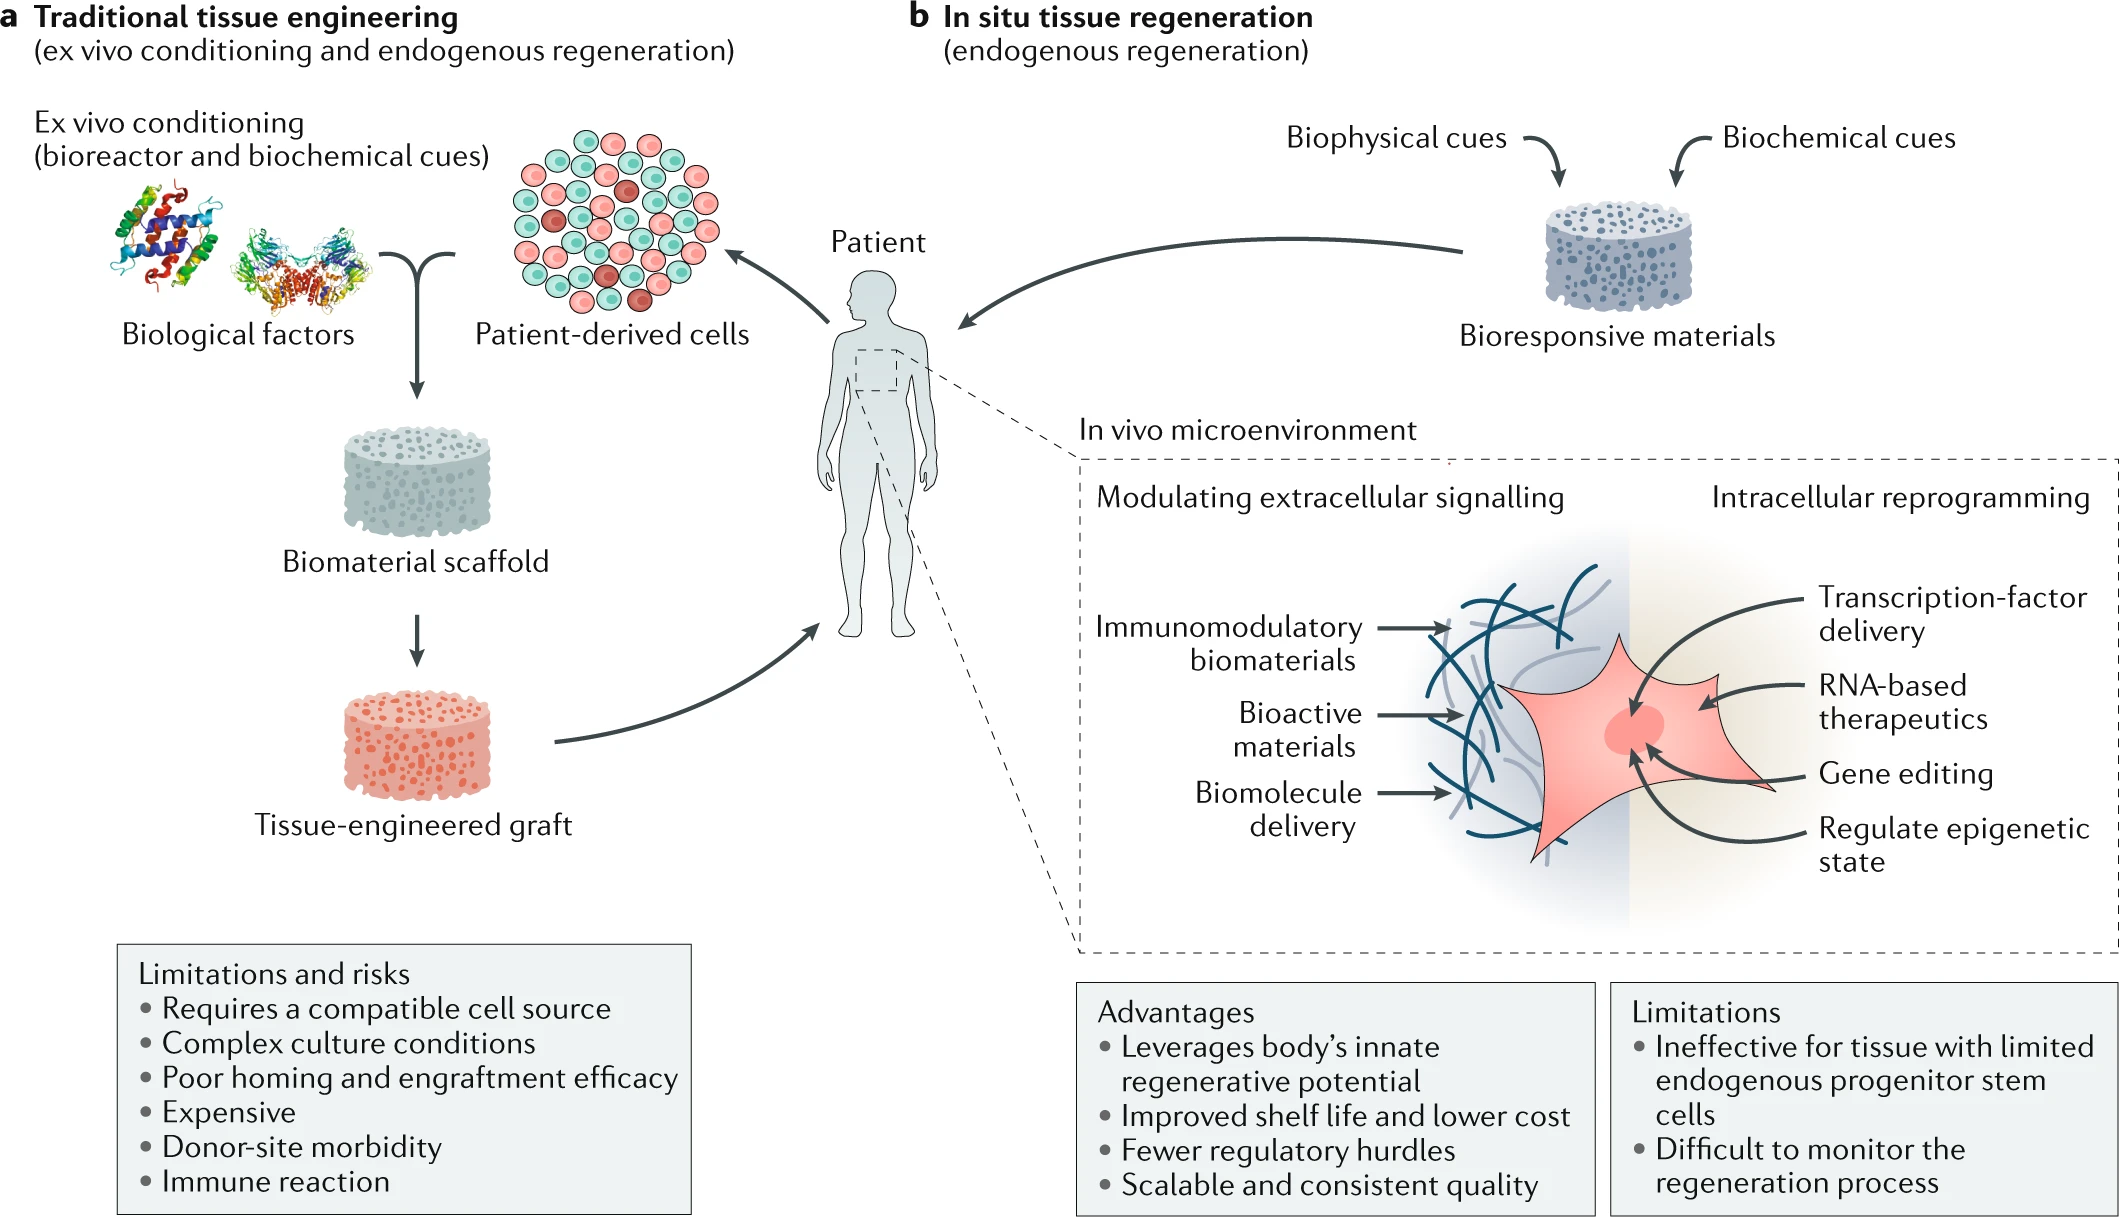 a Traditional tissue engineering
(ex vivo conditioning and endogenous regeneration)
Ex vivo conditioning
(bioreactor and biochemical cues)
Biological factors
Patient-derived cells
Patient
Biomaterial scaffold
Tissue-engineered graft
Limitations and risks
• Requires a compatible cell source
• Complex culture conditions
• Poor homing and engraftment efficacy
• Expensive
• Donor-site morbidity
• Immune reaction
b In situ tissue regeneration
(endogenous regeneration)
Biophysical cues
Biochemical cues
Bioresponsive materials
In vivo microenvironment
Modulating extracellular signalling
Intracellular reprogramming
Immunomodulatory
biomaterials
Bioactive
materials
Biomolecule
delivery
Transcription-factor
delivery
RNA-based
therapeutics
Gene editing
Regulate epigenetic
state
Advantages
• Leverages body's innate
regenerative potential
• Improved shelf life and lower cost
• Fewer regulatory hurdles
• Scalable and consistent quality
Limitations
• Ineffective for tissue with limited
endogenous progenitor stem
cells
• Difficult to monitor the
regeneration process